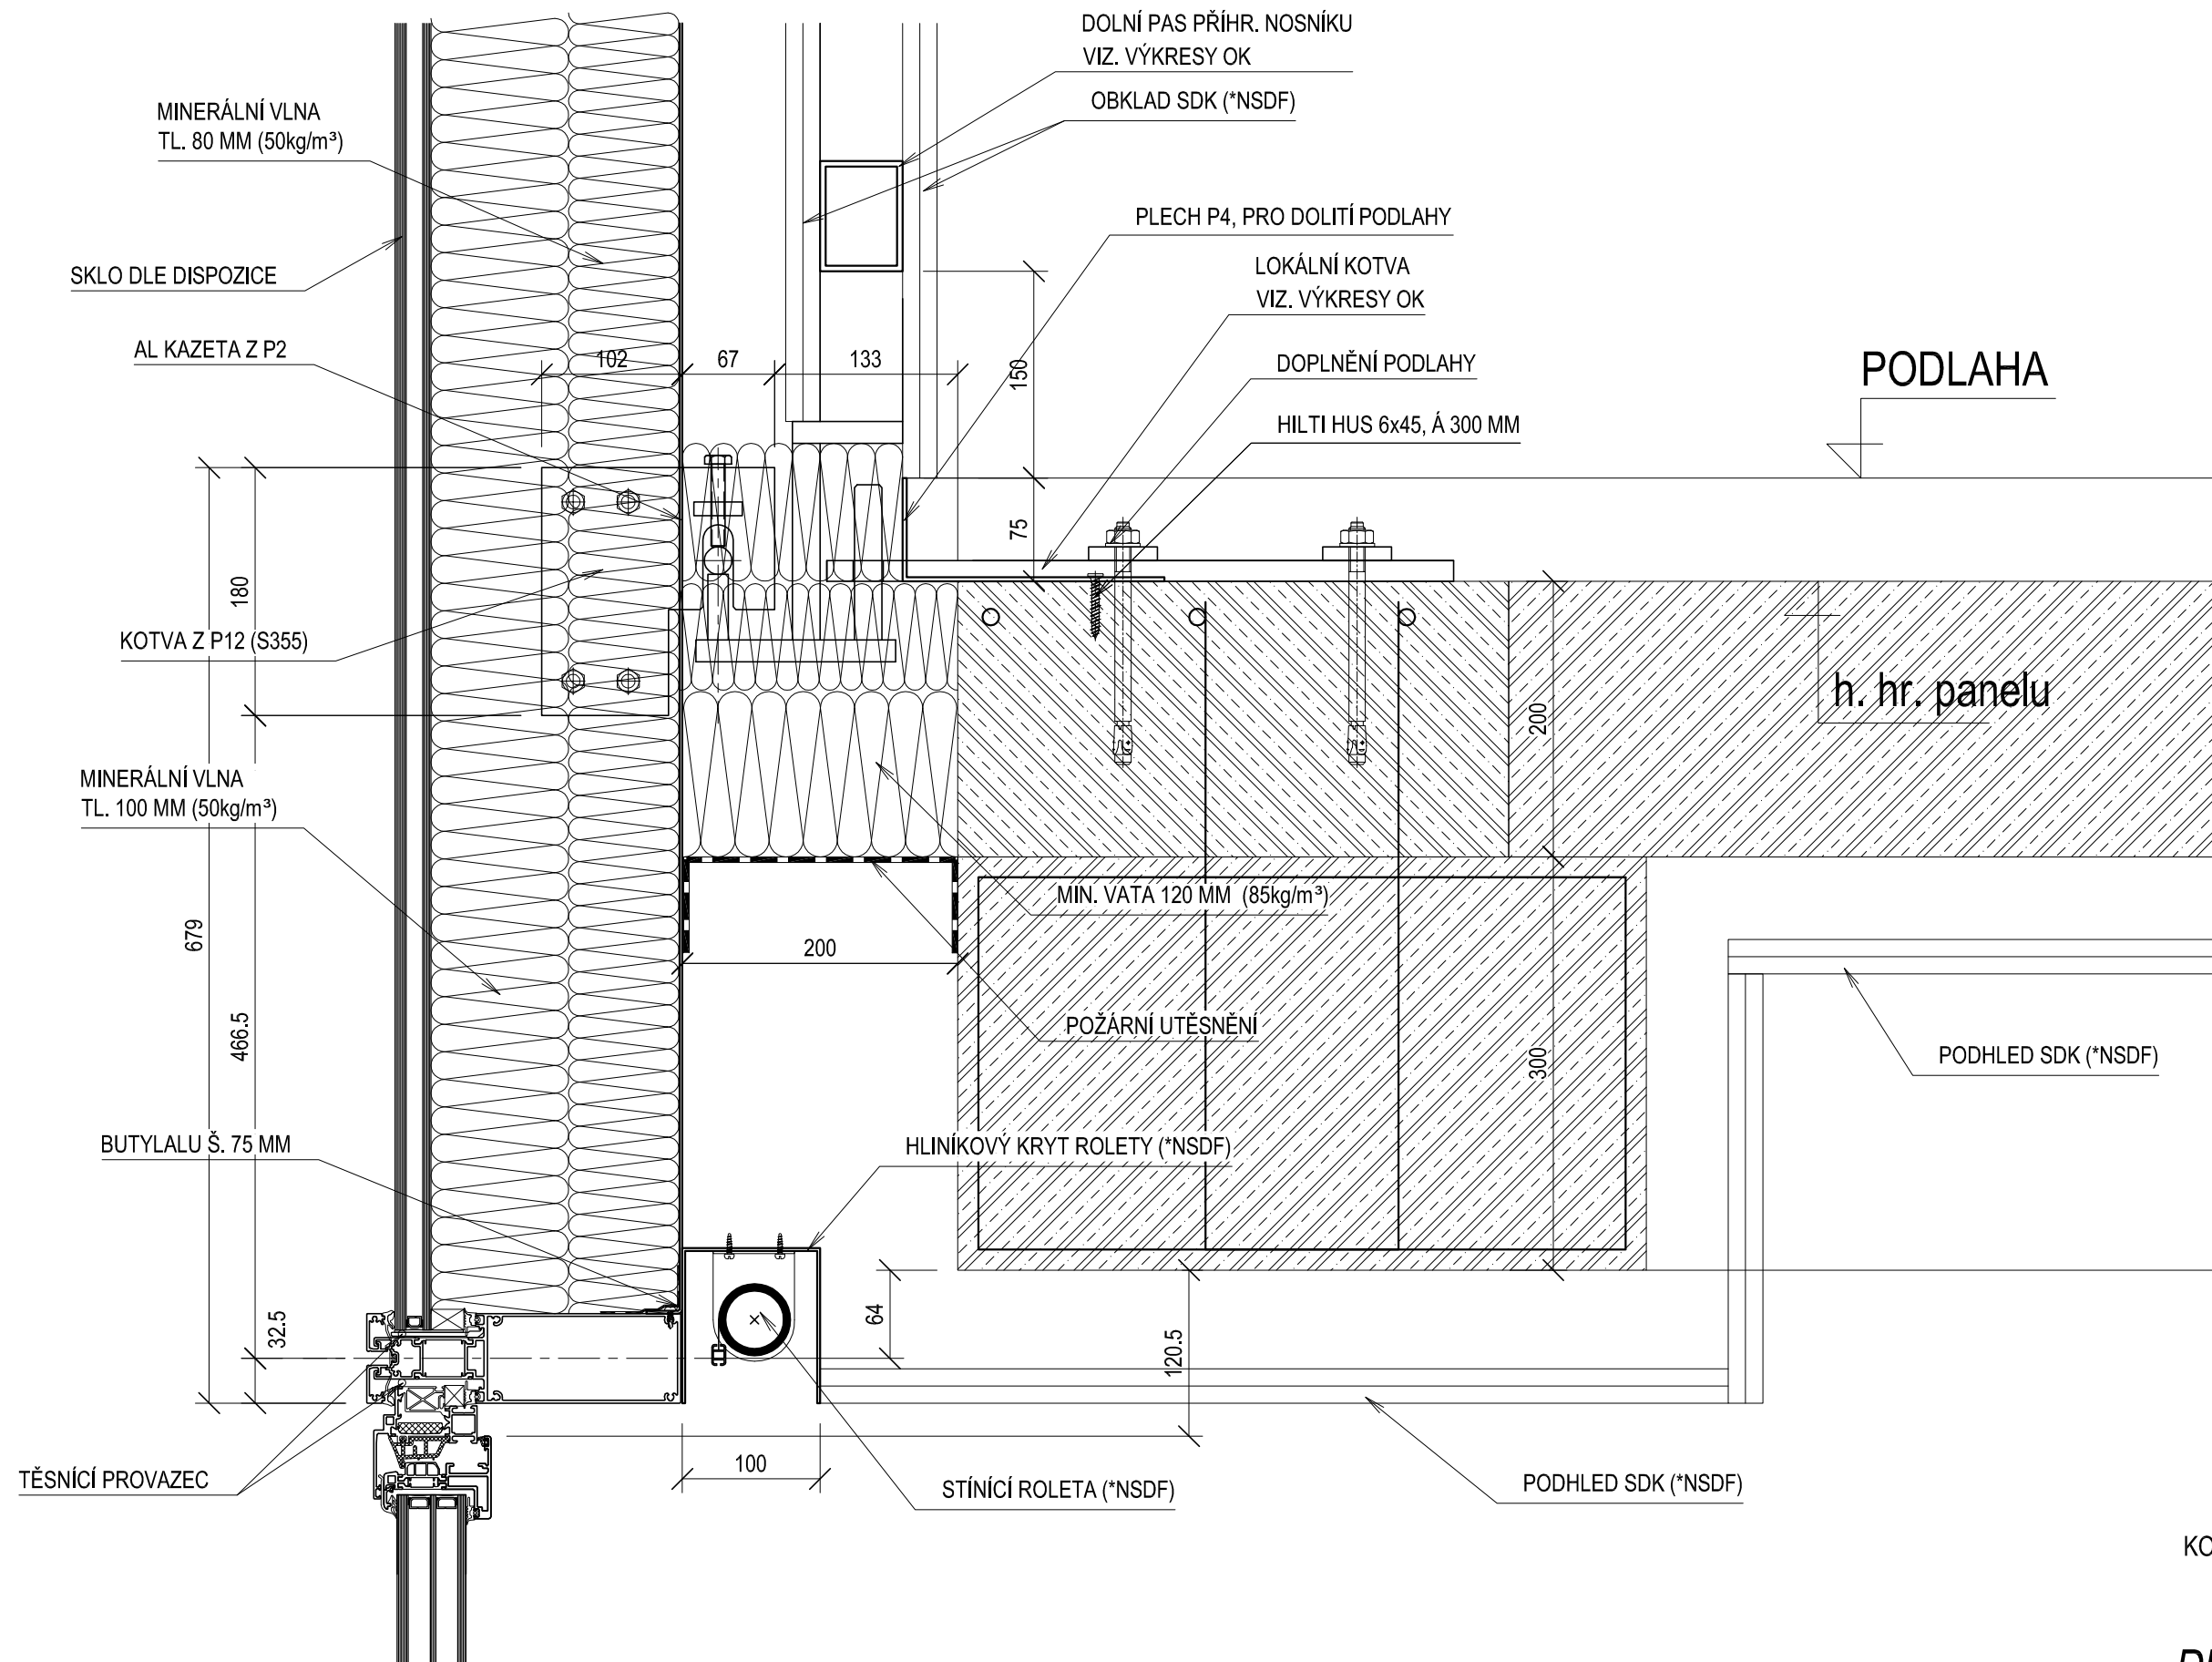 DOLNÍ PAS PŘÍHR. NOSNÍKU
VIZ. VÝKRESY OK
OBKLAD SDK (*NSDF)
MINERÁLNÍ VLNA
TL. 80 MM (50kg/m³)
PLECH P4, PRO DOLITÍ PODLAHY
SKLO DLE DISPOZICE
LOKÁLNÍ KOTVA
VIZ. VÝKRESY OK
AL KAZETA Z P2
102
67
133
150
DOPLNĚNÍ PODLAHY
PODLAHA
HILTI HUS 6x45, Á 300 MM
75
180
KOTVA Z P12 (S355)
h. hr. panelu
200
MINERÁLNÍ VLNA
TL. 100 MM (50kg/m³)
MIN. VATA 120 MM (85kg/m³)
679
200
466.5
POŽÁRNÍ UTĚSNĚNÍ
300
PODHLED SDK (*NSDF)
BUTYLALU Š. 75 MM
HLINÍKOVÝ KRYT ROLETY (*NSDF)
32.5
64
120.5
100
TĚSNÍCÍ PROVAZEC
STÍNÍCÍ ROLETA (*NSDF)
PODHLED SDK (*NSDF)
KO